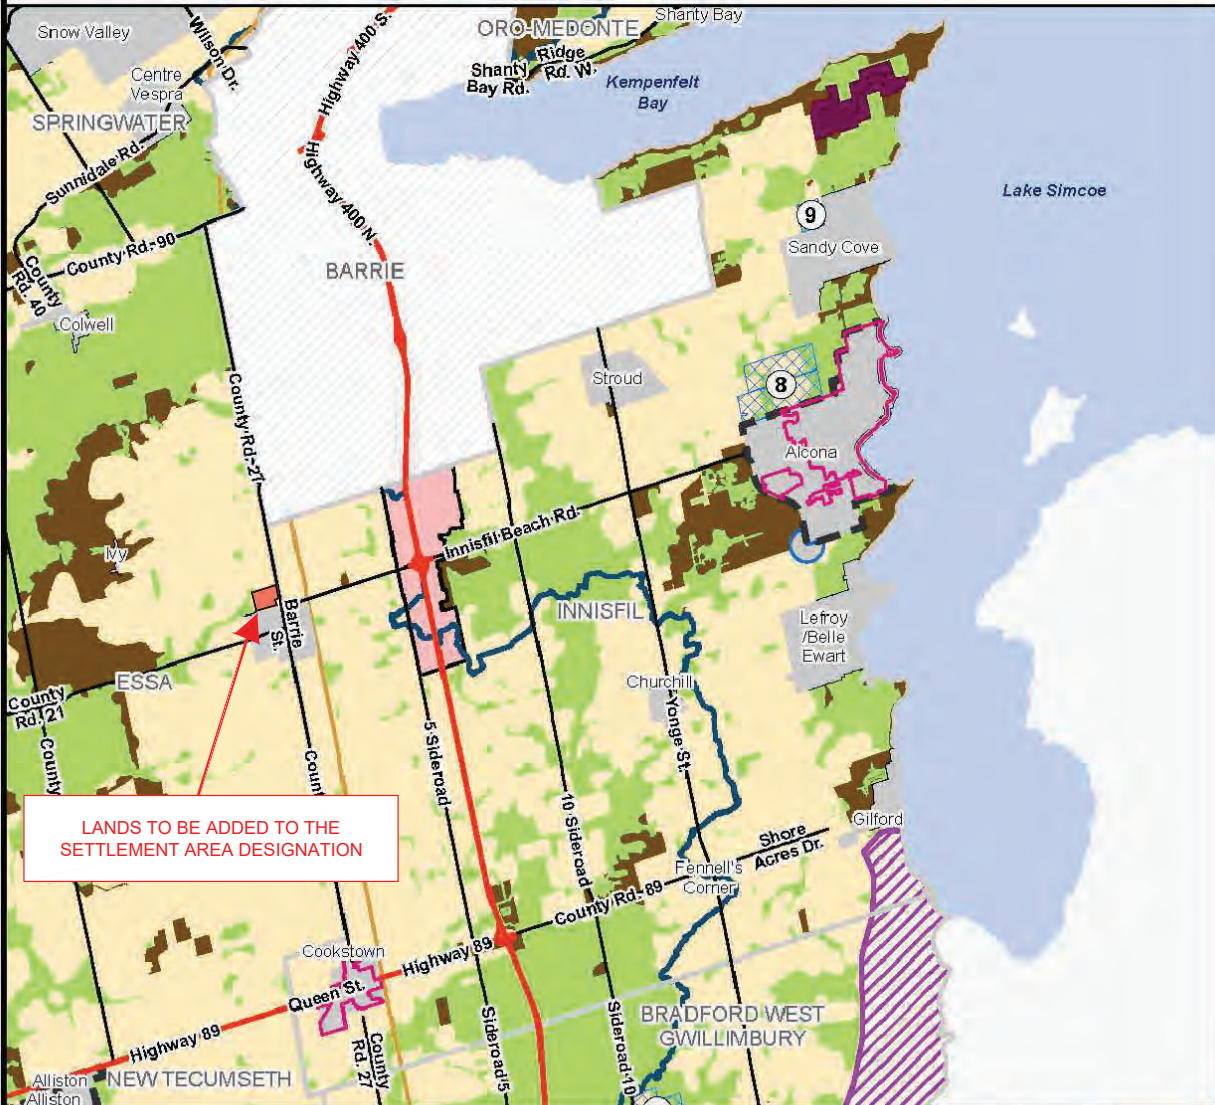 Snow Valley
Wilson Dr.
Highway 400 S.
ORO-MEDONTE
Shanty Bay
Ridge
Rd. W.
Shanty
Bay Rd.
Centre
Vespra
Kempenfelt
Bay
SPRINGWATER
Sunnidale Rd.
Highway 400 N.
Lake Simcoe
9
Sandy Cove
County Rd. 90
County
Rd. 40
BARRIE
Colwell
Stroud
8
County Rd. 27
Alcona
Innisfil Beach Rd.
Ivy
Barrie
St.
INNISFIL
Lefroy
/Belle
Ewart
ESSA
County
Rd. 21
Churchill
County
Coun
5 Sideroad
Yonge St.
10 Sideroad
LANDS TO BE ADDED TO THE
SETTLEMENT AREA DESIGNATION
Gilford
Shore
Acres Dr.
Fennell's
Corner
County Rd. 89
Cookstown
Highway 89
Queen St.
Highway 89
County
Rd. 27
Sideroad 5
Sideroad 10
BRADFORD WEST
GWILLIMBURY
Alliston
Alliston
NEW TECUMSETH